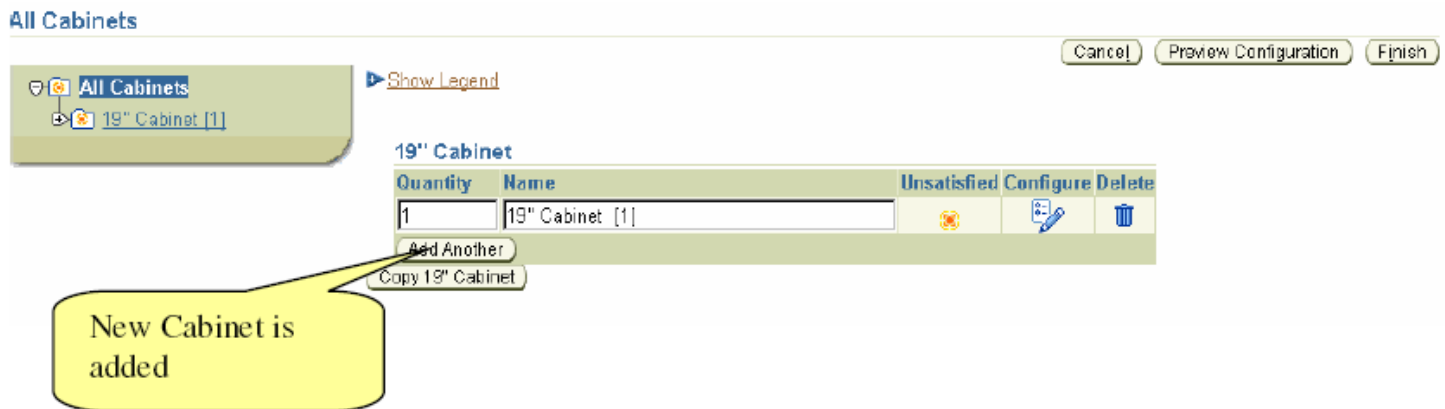 All Cabinets
Cancel Preview Configuration Finish
All Cabinets
19" Cabinet [1]
Show Legend
19" Cabinet
Quantity Name Unsatisfied Configure Delete
1 19" Cabinet [1]
Add Another
Copy 19" Cabinet
New Cabinet is
added